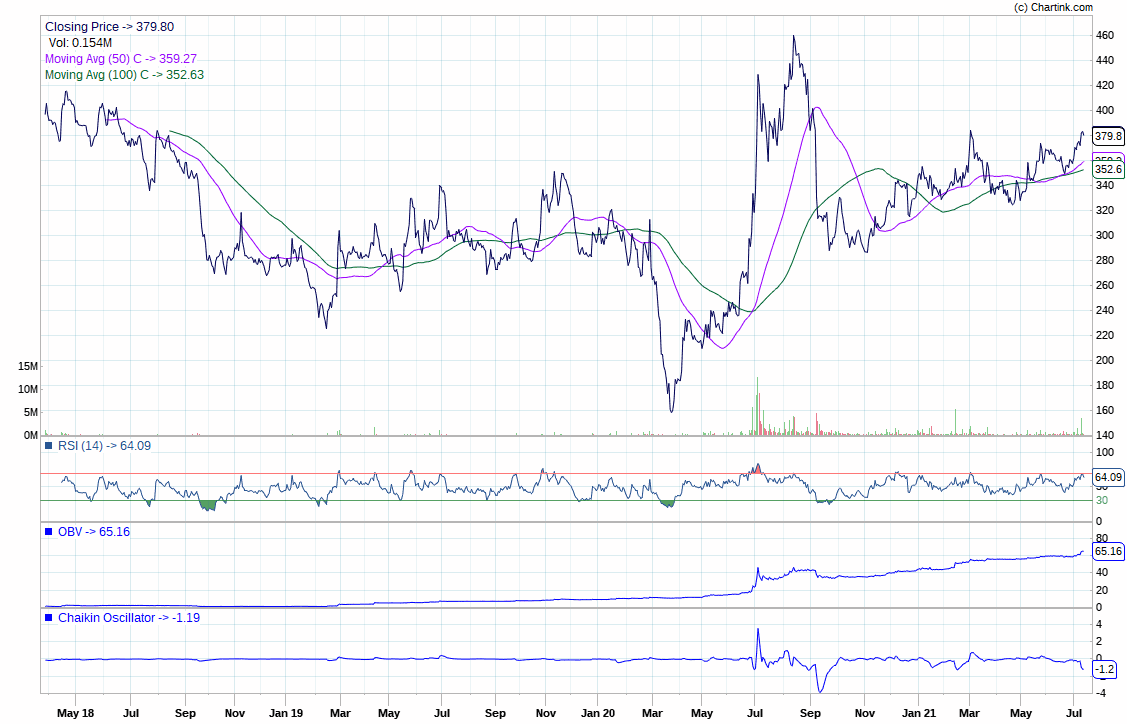 (c) Chartink.com
Closing Price -> 379.80
Vol: 0.154M
Moving Avg (50) C -> 359.27
Moving Avg (100) C -> 352.63
460
440
420
400
379.8
352.6
340
320
300
280
260
240
220
200
180
160
140
15M
10M
5M
0M
RSI (14) -> 64.09
100
64.09
30
0
OBV -> 65.16
80
65.16
40
20
0
Chaikin Oscillator -> -1.19
4
2
0
-1.2
-4
May 18 Jul Sep Nov Jan 19 Mar May Jul Sep Nov Jan 20 Mar May Jul Sep Nov Jan 21 Mar May Jul